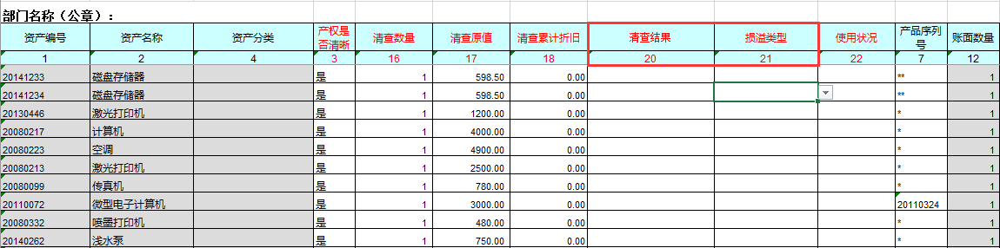 部门名称（公章）：
资产编号 资产名称 资产分类 产权是否清晰 清查数量 清查原值 清查累计折旧 清查结果 损溢类型 使用状况 产品序列号 账面数量
1 2 4 3 16 17 18 20 21 22 7 12
20141233 磁盘存储器 是 1 598.50 0.00 ** 1
20141234 磁盘存储器 是 1 598.50 0.00 ** 1
20130446 激光打印机 是 1 1200.00 0.00 * 1
20080217 计算机 是 1 4000.00 0.00 * 1
20080223 空调 是 1 4900.00 0.00 * 1
20080213 激光打印机 是 1 2500.00 0.00 * 1
20080099 传真机 是 1 780.00 0.00 * 1
20110072 微型电子计算机 是 1 3000.00 0.00 20110324 1
20080332 喷墨打印机 是 1 480.00 0.00 * 1
20140262 浅水泵 是 1 750.00 0.00 * 1